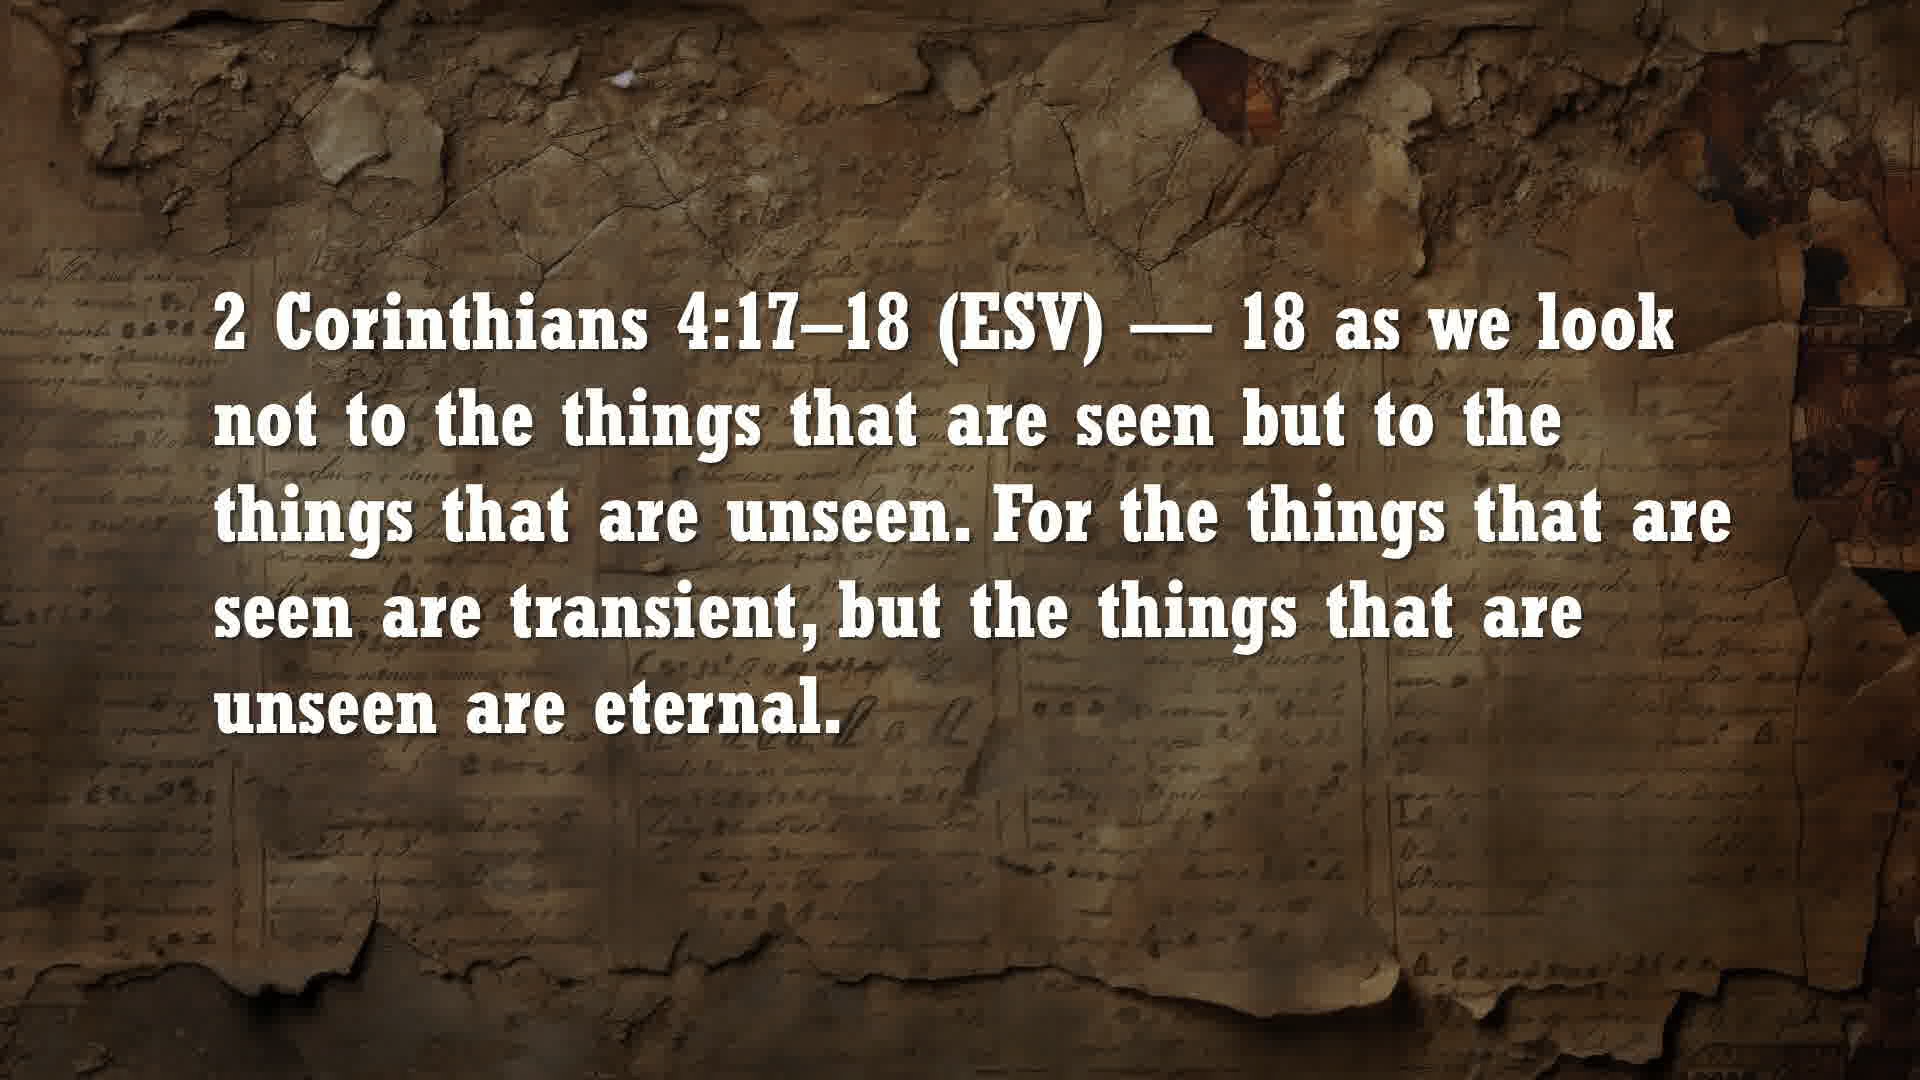 2 Corinthians 4:17–18 (ESV) — 18 as we look
not to the things that are seen but to the
things that are unseen. For the things that are
seen are transient, but the things that are
unseen are eternal.